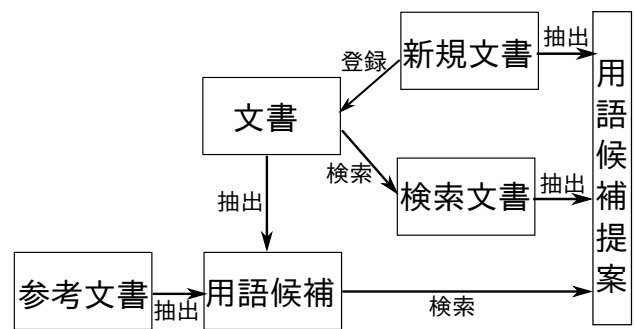 新規文書
抽出
登録
文書
検索
検索文書
抽出
抽出
参考文書
抽出
用語候補
検索
用語候補提案